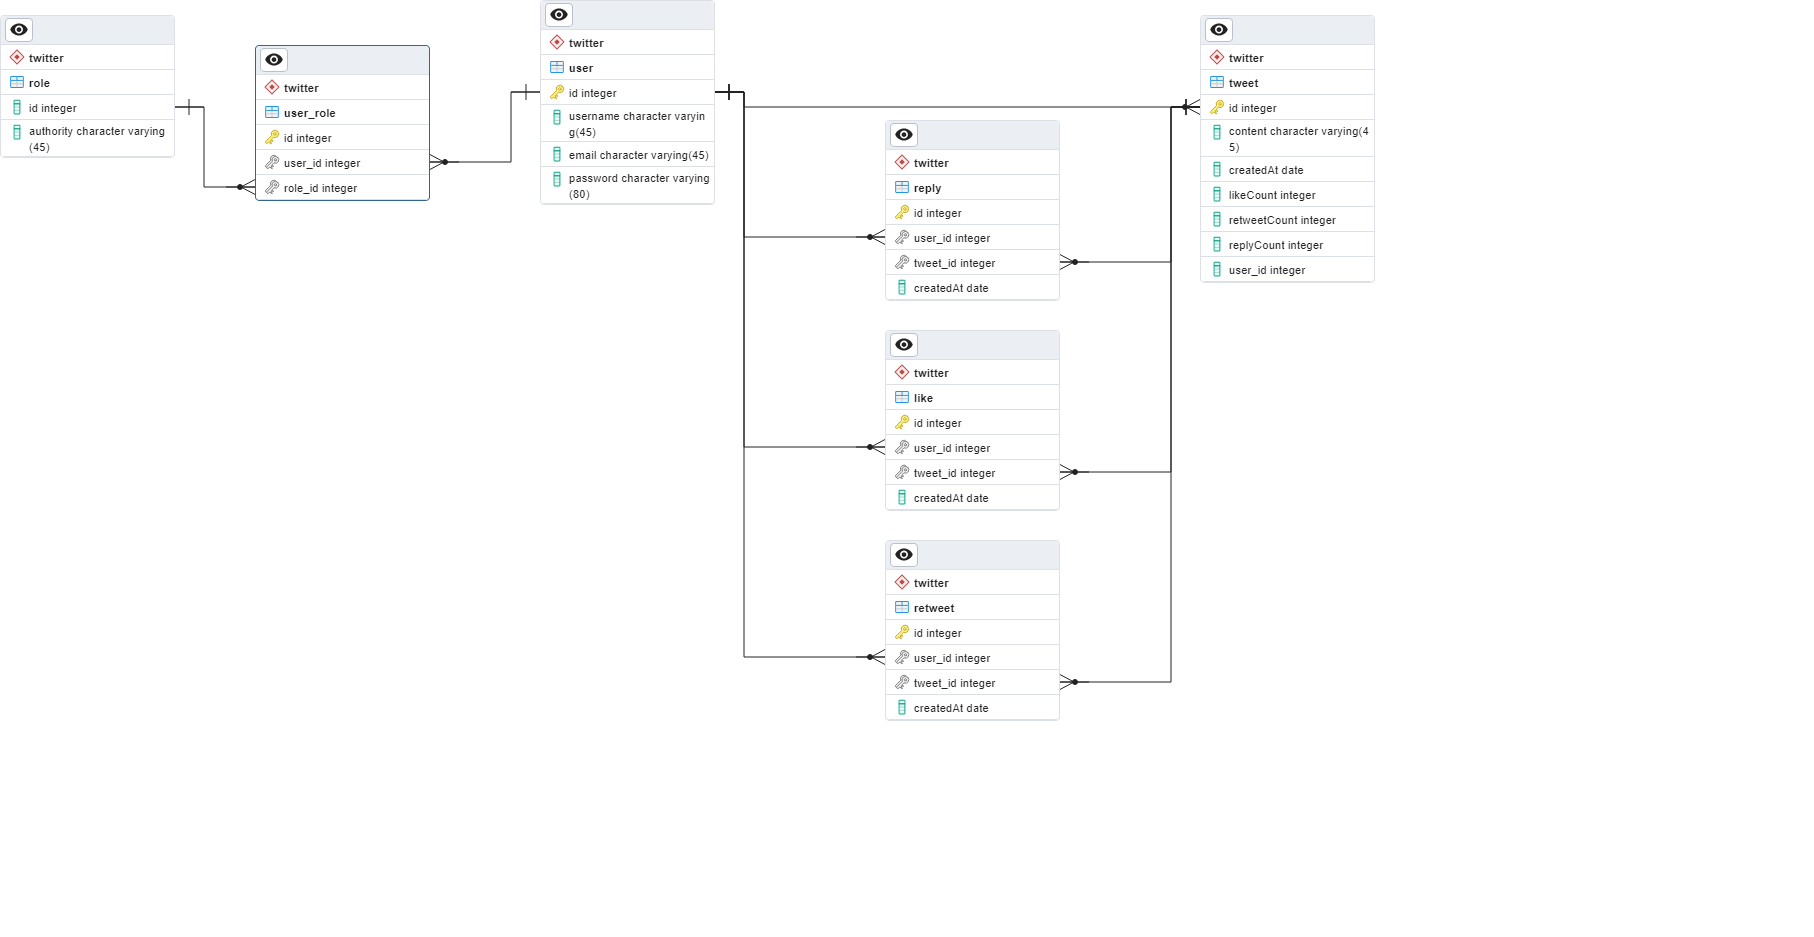 twitter
role
id integer
authority character varying
(45)
twitter
user_role
id integer
user_id integer
role_id integer
twitter
user
id integer
username character varyin
g(45)
email character varying(45)
password character varying
(80)
twitter
reply
id integer
user_id integer
tweet_id integer
createdAt date
twitter
like
id integer
user_id integer
tweet_id integer
createdAt date
twitter
retweet
id integer
user_id integer
tweet_id integer
createdAt date
twitter
tweet
id integer
content character varying(4
5)
createdAt date
likeCount integer
retweetCount integer
replyCount integer
user_id integer